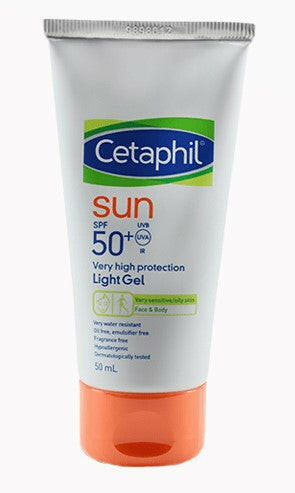 Cetaphil®
sun
SPF
50+
UVB
UVA
IR
Very high protection
Light Gel
Very sensitive/oily skin
Face & Body
Very water resistant
Oil free, emulsifier free
Fragrance free
Hypoallergenic
Dermatologically tested
50 mL